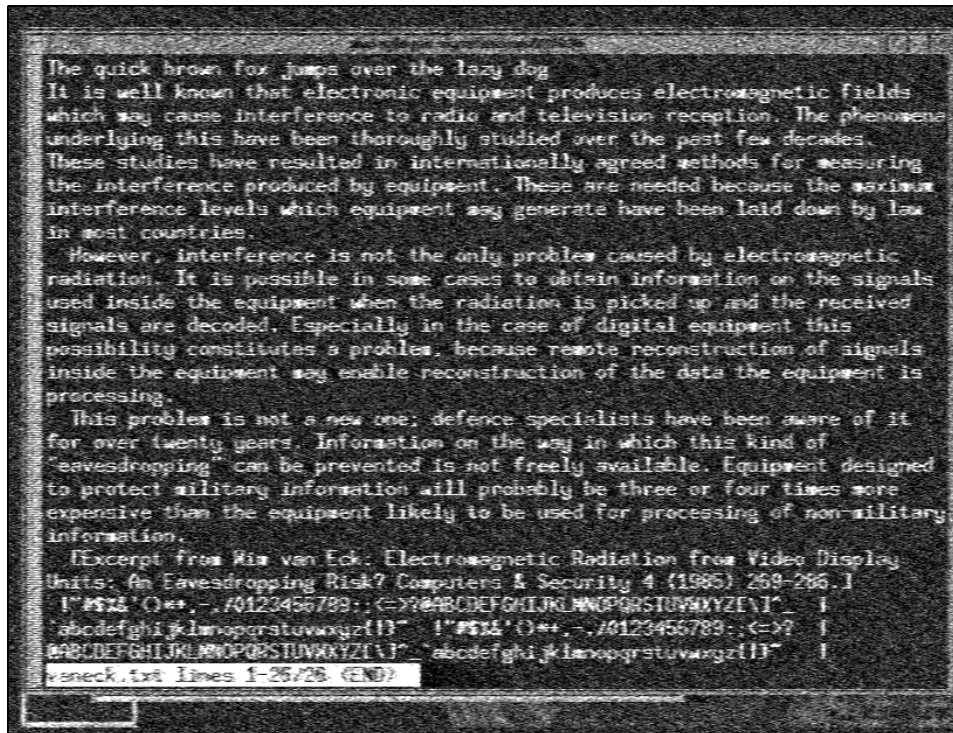 The quick brown fox jumps over the lazy dog
It is well known that electronic equipment produces electromagnetic fields
which may cause interference to radio and television reception. The phenomena
underlying this have been thoroughly studied over the past few decades.
These studies have resulted in internationally agreed methods for measuring
the interference produced by equipment. These are needed because the maximum
interference levels which equipment may generate have been laid down by law
in most countries.
However, interference is not the only problem caused by electromagnetic
radiation. It is possible in some cases to obtain information on the signals
used inside the equipment when the radiation is picked up and the received
signals are decoded. Especially in the case of digital equipment this
possibility constitutes a problem, because remote reconstruction of signals
inside the equipment may enable reconstruction of the data the equipment is
processing.
This problem is not a new one; defence specialists have been aware of it
for over twenty years. Information on the way in which this kind of
"eavesdropping" can be prevented is not freely available. Equipment designed
to protect military information will probably be three or four times more
expensive than the equipment likely to be used for processing of non-military
information.
[Excerpt from Wim van Eck: Electromagnetic Radiation from Video Display
Units: An Eavesdropping Risk? Computers & Security 4 (1985) 269-286.]
!"#$%&'()*+,-./0123456789:;<=>?@ABCDEFGHIJKLMNOPQRSTUVWXYZ[\]^_ |
`abcdefghijklmnopqrstuvwxyz{|}~ !"#$%&'()*+,-./0123456789:;<=>? |
@ABCDEFGHIJKLMNOPQRSTUVWXYZ[\]^_`abcdefghijklmnopqrstuvwxyz{|}~ |
vaneck.txt lines 1-26/26 (END)